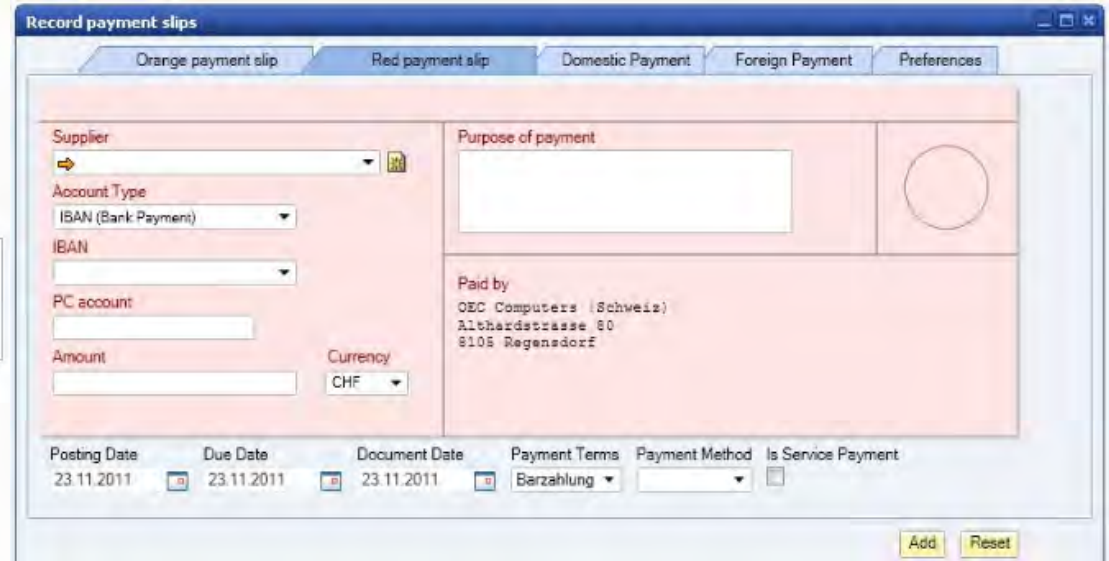 Record payment slips
Orange payment slip Red payment slip Domestic Payment Foreign Payment Preferences
Supplier
Purpose of payment
Account Type
IBAN (Bank Payment)
IBAN
PC account
Paid by
OEC Computers (Schweiz)
Althardstrasse 80
8105 Regensdorf
Amount Currency
CHF
Posting Date Due Date Document Date Payment Terms Payment Method Is Service Payment
23.11.2011 23.11.2011 23.11.2011 Barzahlung
Add Reset